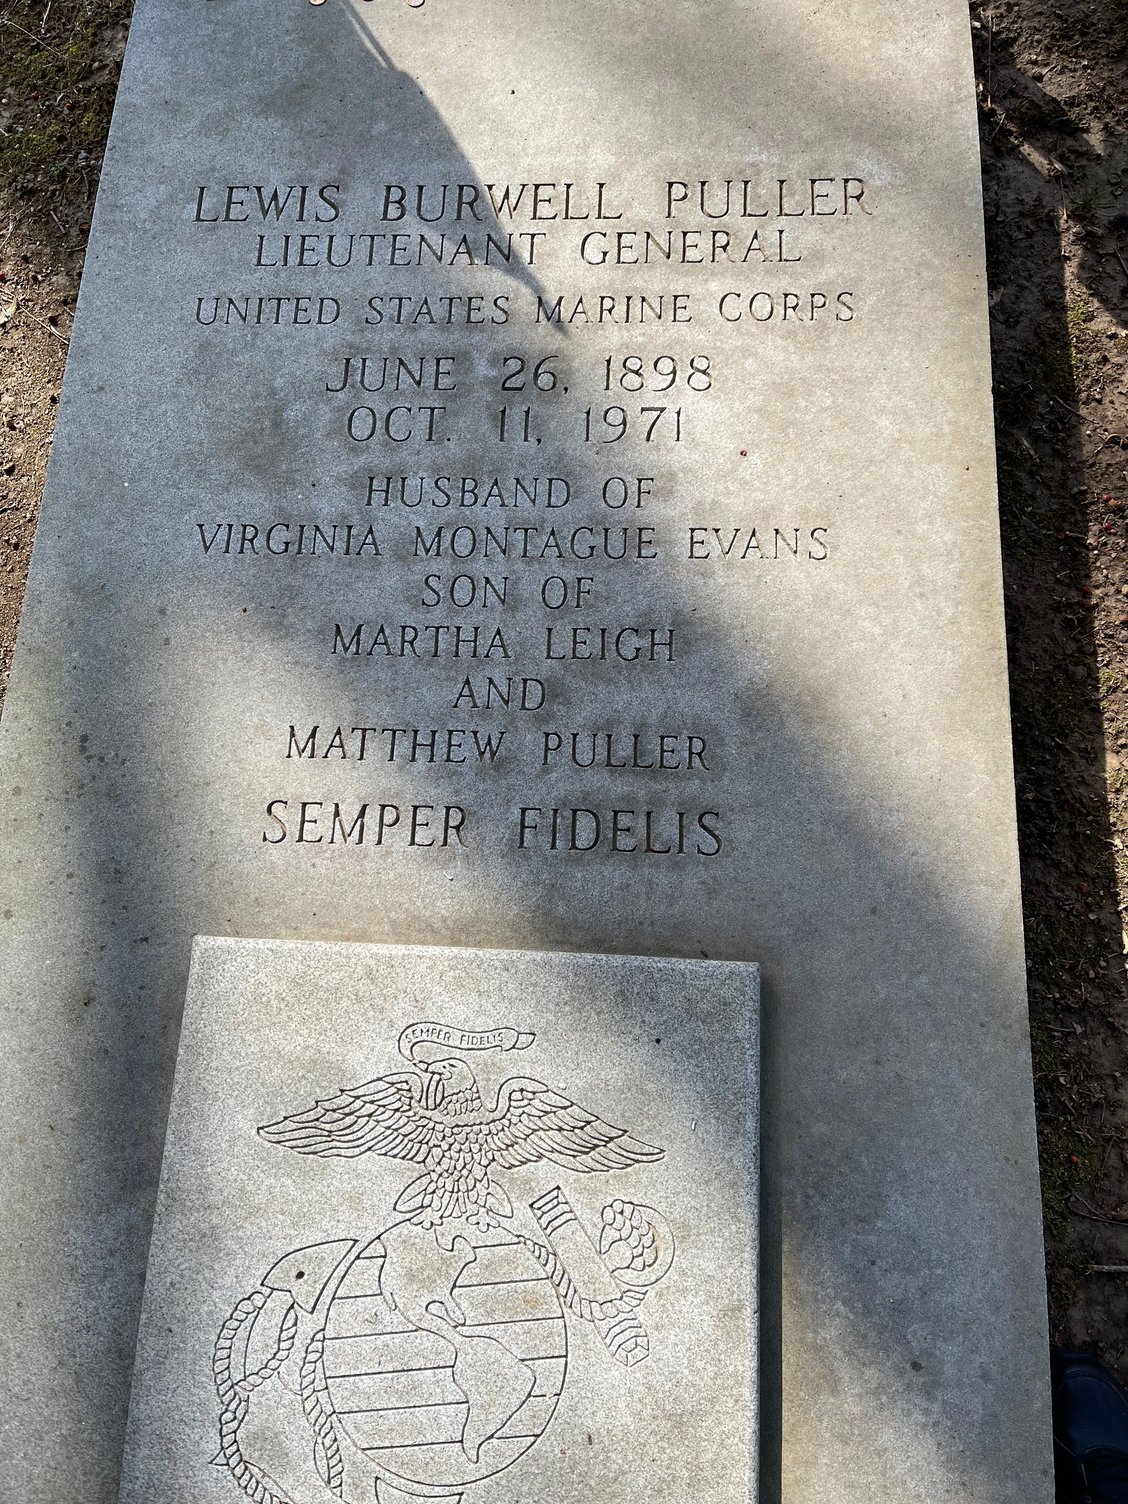 LEWIS BURWELL PULLER
LIEUTENANT GENERAL
UNITED STATES MARINE CORPS
JUNE 26, 1898
OCT. 11, 1971
HUSBAND OF
VIRGINIA MONTAGUE EVANS
SON OF
MARTHA LEIGH
AND
MATTHEW PULLER
SEMPER FIDELIS
SEMPER FIDELIS